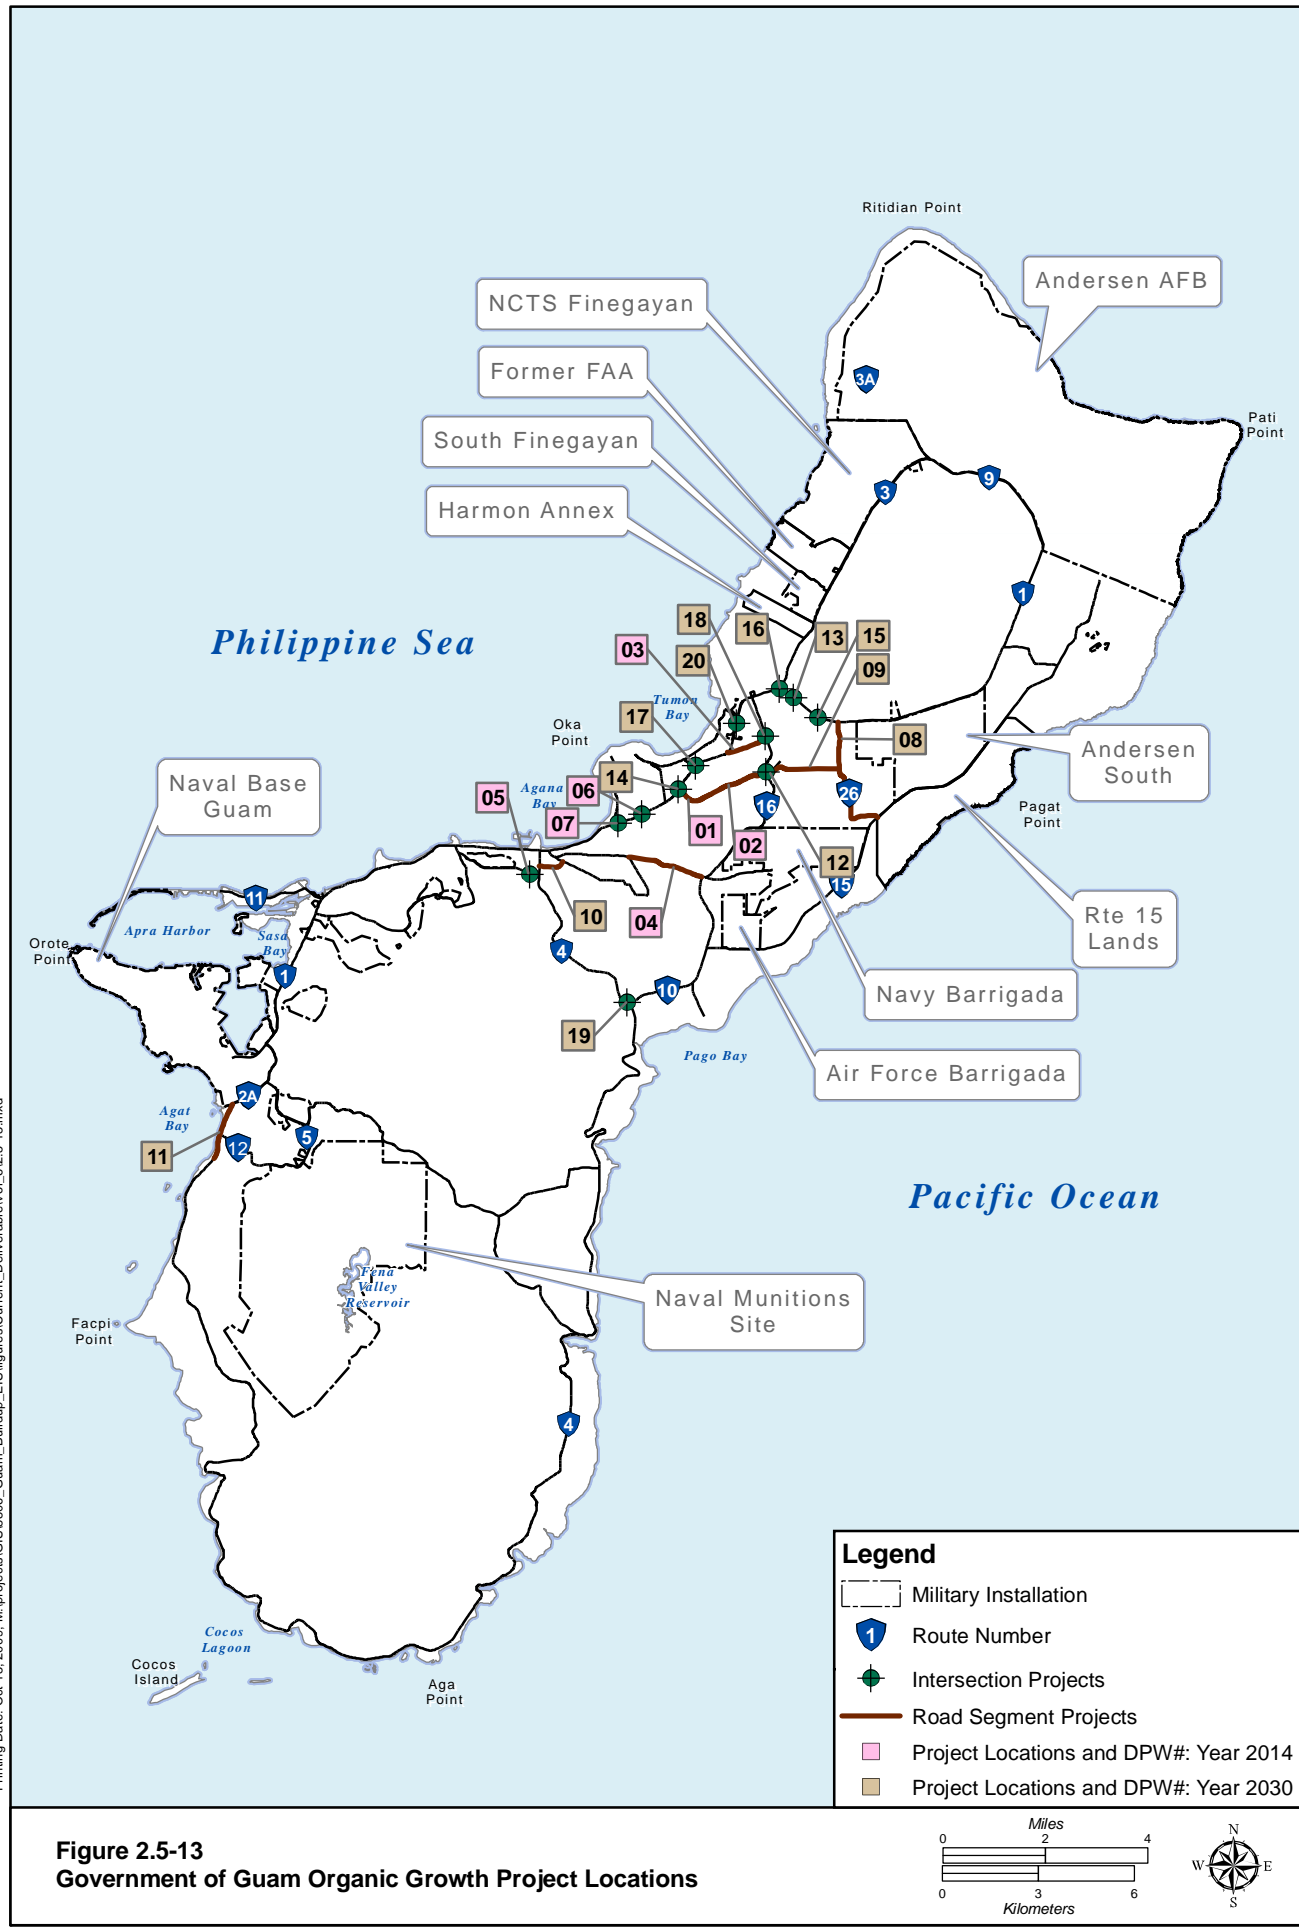 Ritidian Point
Andersen AFB
NCTS Finegayan
Former FAA
3A
South Finegayan
Pati
Point
9
3
Harmon Annex
1
18
16
13
15
03
20
09
Philippine Sea
Tumon
Bay
17
Oka
Point
08
Andersen
South
Naval Base
Guam
14
06
Agana
Bay
05
26
16
Pagat
Point
07
01
02
12
15
11
10
04
Rte 15
Lands
Apra Harbor
Sasa
Bay
Orote
Point
4
1
10
Navy Barrigada
19
Pago Bay
Air Force Barrigada
2A
Agat
Bay
5
12
11
Pacific Ocean
Fena
Valley
Reservoir
Naval Munitions
Site
Facpi
Point
4
Cocos
Lagoon
Cocos
Island
Aga
Point
Legend
Military Installation
1 Route Number
Intersection Projects
Road Segment Projects
Project Locations and DPW#: Year 2014
Project Locations and DPW#: Year 2030
Figure 2.5-13
Government of Guam Organic Growth Project Locations
Miles
0 2 4
0 3 6
Kilometers
N
W E
S